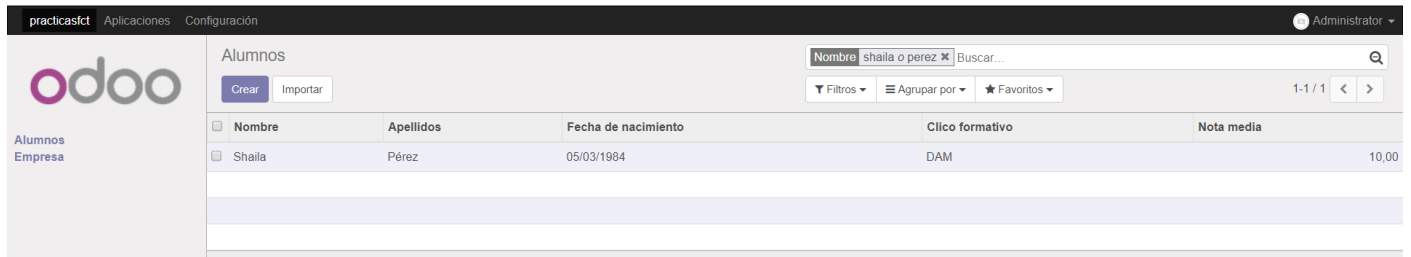 practicasfct Aplicaciones Configuración Administrator
odoo
Alumnos
Empresa
Alumnos
Nombre shaila o perez Buscar...
Crear Importar
Filtros Agrupar por Favoritos 1-1 / 1
Nombre Apellidos Fecha de nacimiento Clico formativo Nota media
Shaila Pérez 05/03/1984 DAM 10,00